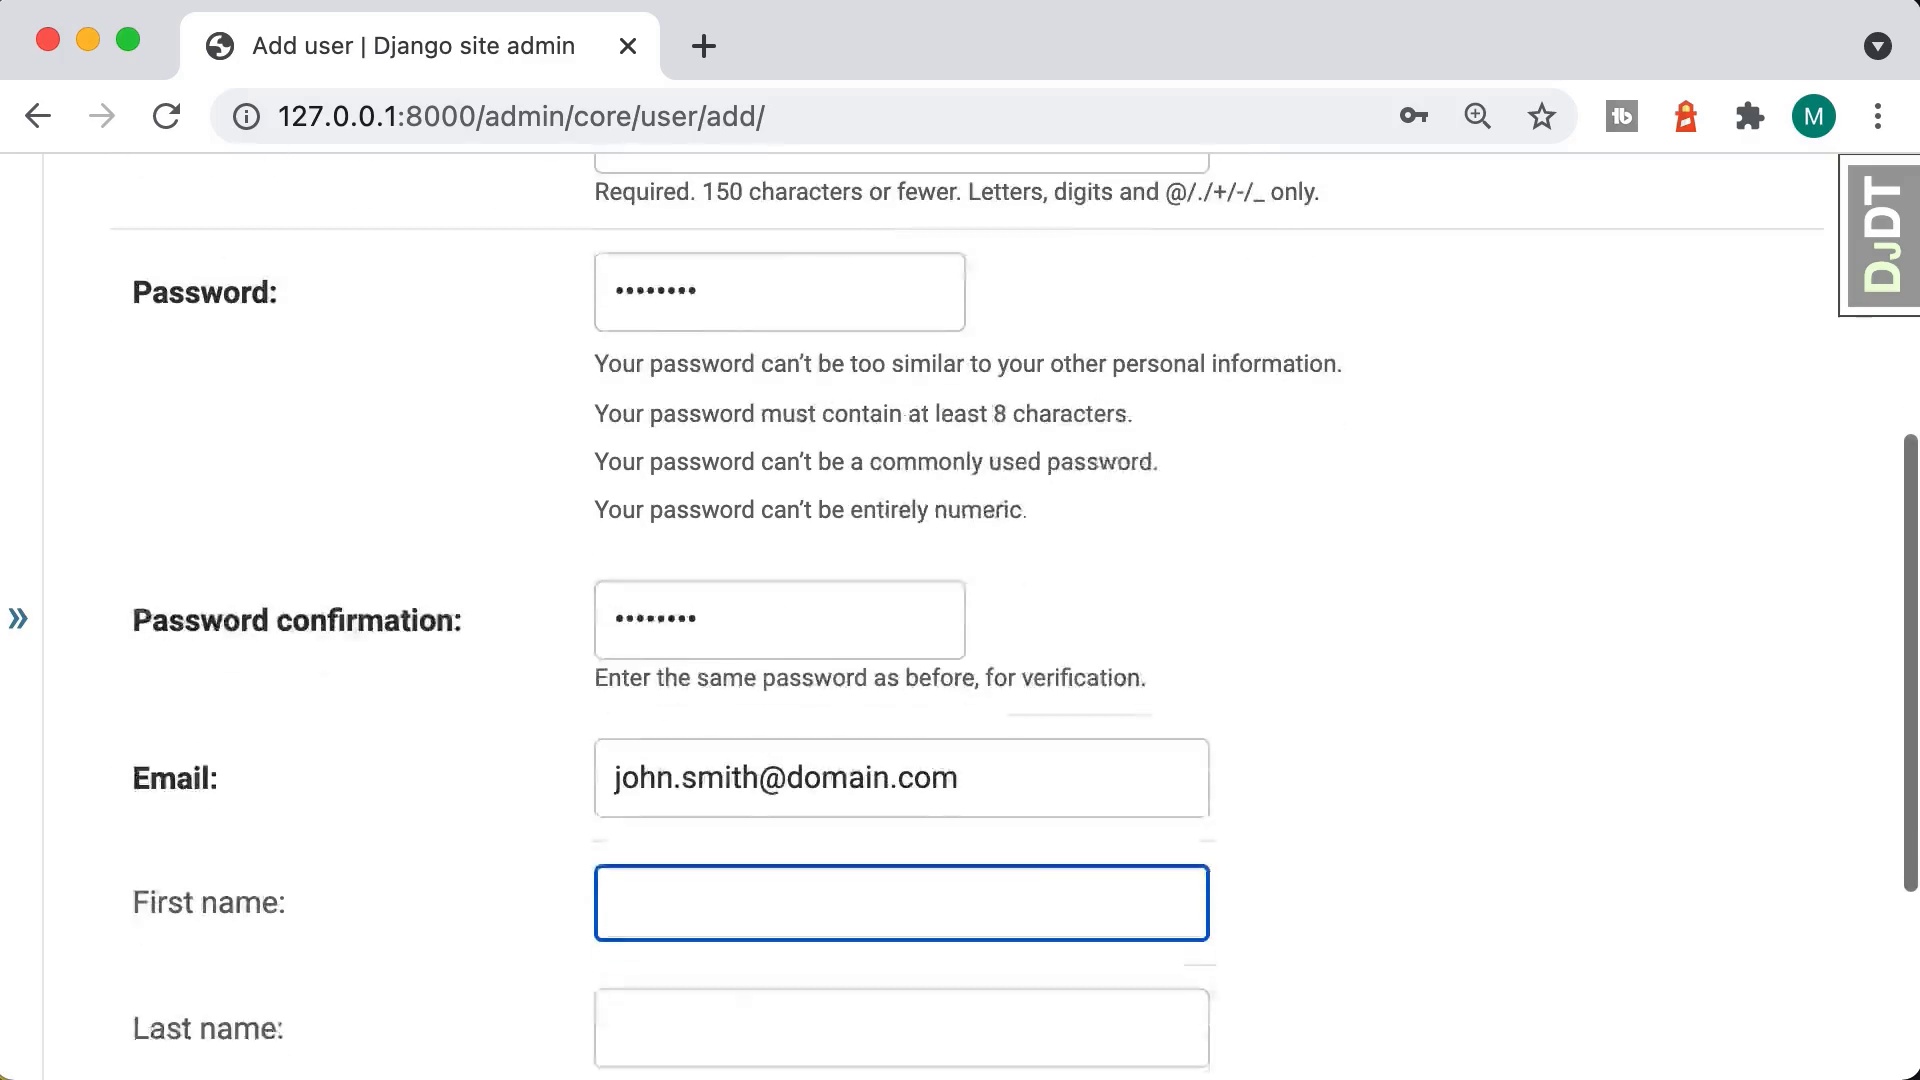 Add user | Django site admin
127.0.0.1:8000/admin/core/user/add/
M
Required. 150 characters or fewer. Letters, digits and @/./+/-/_ only.
DJDT
Password:
••••••••
Your password can’t be too similar to your other personal information.
Your password must contain at least 8 characters.
Your password can’t be a commonly used password.
Your password can’t be entirely numeric.
Password confirmation:
••••••••
Enter the same password as before, for verification.
Email:
john.smith@domain.com
First name:
Last name: